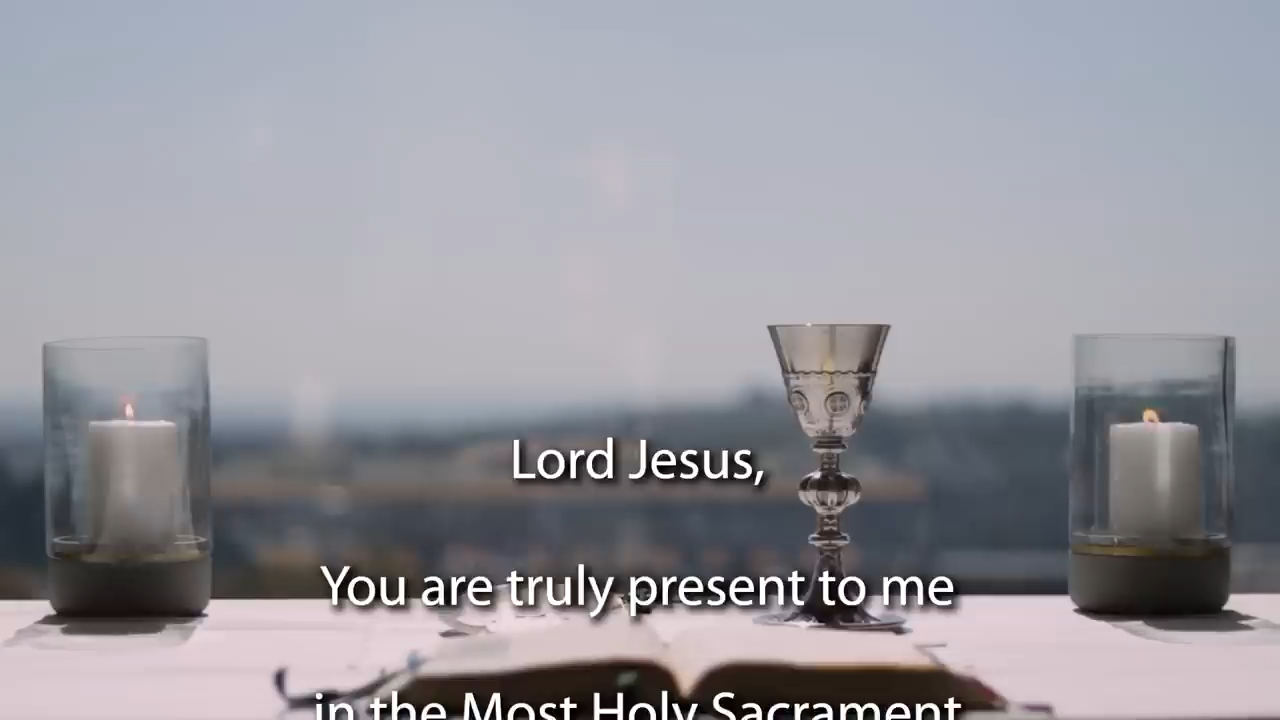 Lord Jesus,
You are truly present to me
in the Most Holy Sacrament